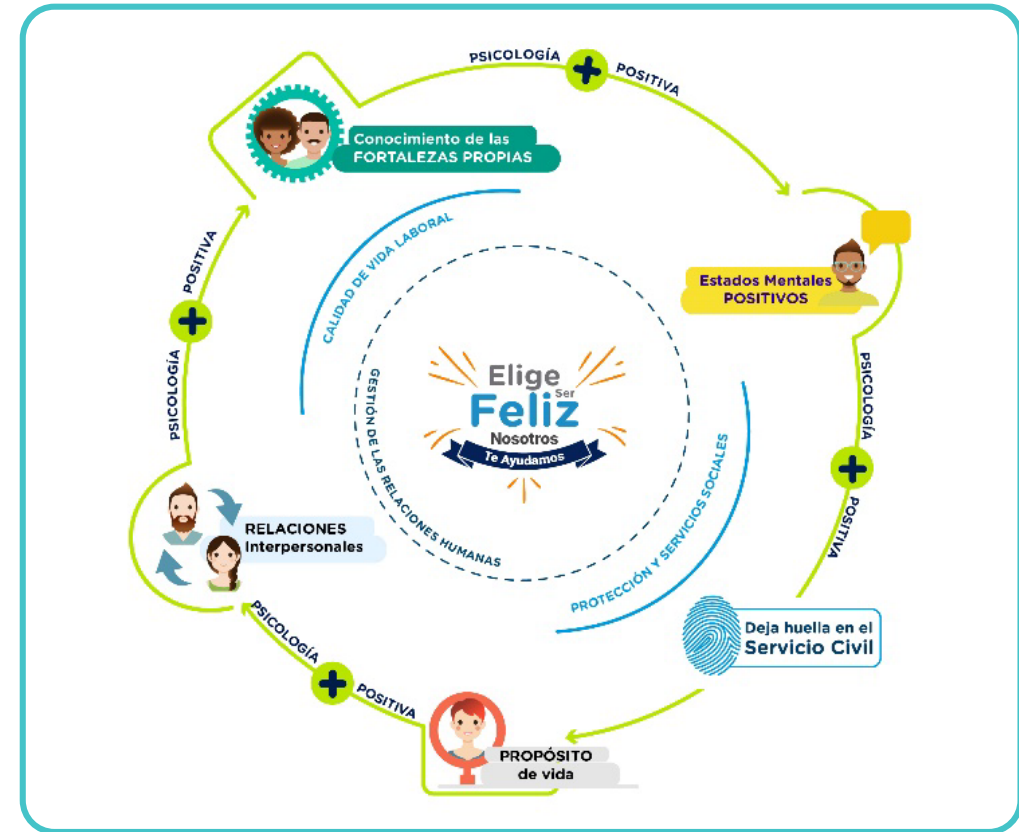 PSICOLOGÍA + POSITIVA
Conocimiento de las
FORTALEZAS PROPIAS
Estados Mentales
POSITIVOS
PSICOLOGÍA + POSITIVA
Deja huella en el
Servicio Civil
PROPÓSITO
de vida
PSICOLOGÍA + POSITIVA
RELACIONES
Interpersonales
PSICOLOGÍA + POSITIVA
CALIDAD DE VIDA LABORAL
PROTECCIÓN Y SERVICIOS SOCIALES
GESTIÓN DE LAS RELACIONES HUMANAS
Elige
Ser
Feliz
Nosotros
Te Ayudamos